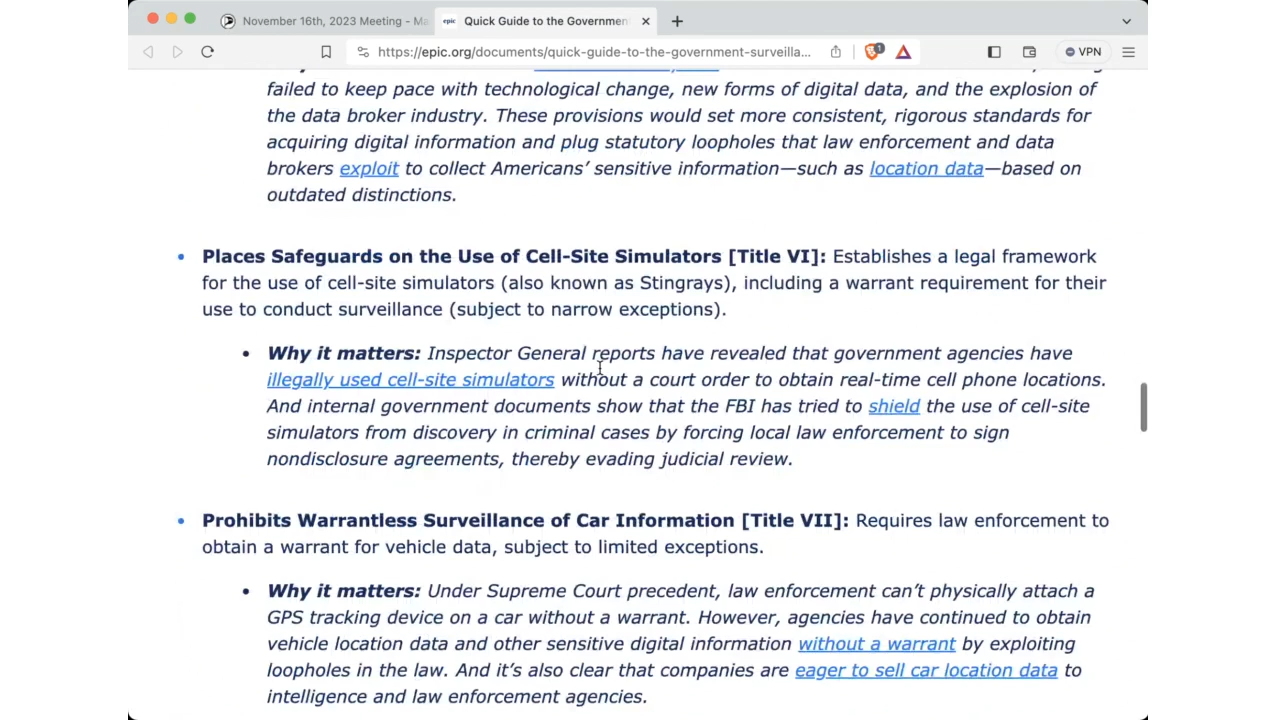 November 16th, 2023 Meeting - Ma
epic Quick Guide to the Governmen
https://epic.org/documents/quick-guide-to-the-government-surveilla...
1
VPN
failed to keep pace with technological change, new forms of digital data, and the explosion of
the data broker industry. These provisions would set more consistent, rigorous standards for
acquiring digital information and plug statutory loopholes that law enforcement and data
brokers exploit to collect Americans’ sensitive information—such as location data—based on
outdated distinctions.
• Places Safeguards on the Use of Cell-Site Simulators [Title VI]: Establishes a legal framework
for the use of cell-site simulators (also known as Stingrays), including a warrant requirement for their
use to conduct surveillance (subject to narrow exceptions).
• Why it matters: Inspector General reports have revealed that government agencies have
illegally used cell-site simulators without a court order to obtain real-time cell phone locations.
And internal government documents show that the FBI has tried to shield the use of cell-site
simulators from discovery in criminal cases by forcing local law enforcement to sign
nondisclosure agreements, thereby evading judicial review.
• Prohibits Warrantless Surveillance of Car Information [Title VII]: Requires law enforcement to
obtain a warrant for vehicle data, subject to limited exceptions.
• Why it matters: Under Supreme Court precedent, law enforcement can’t physically attach a
GPS tracking device on a car without a warrant. However, agencies have continued to obtain
vehicle location data and other sensitive digital information without a warrant by exploiting
loopholes in the law. And it’s also clear that companies are eager to sell car location data to
intelligence and law enforcement agencies.